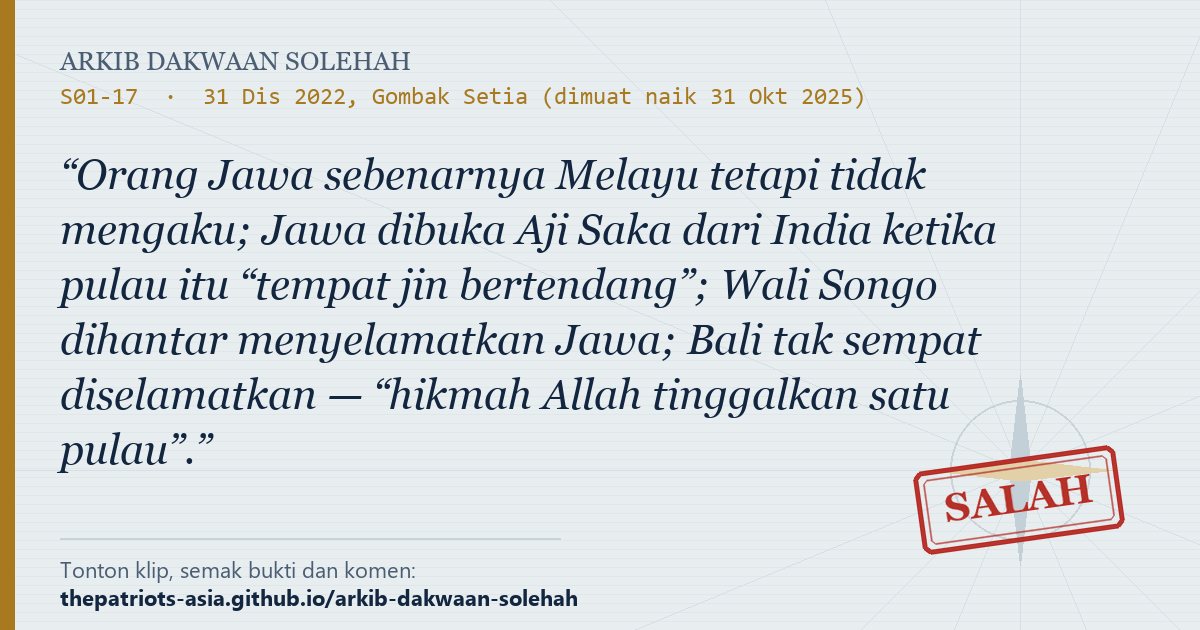 ARKIB DAKWAAN SOLEHAH
S01-17 · 31 Dis 2022, Gombak Setia (dimuat naik 31 Okt 2025)
“Orang Jawa sebenarnya Melayu tetapi tidak
mengaku; Jawa dibuka Aji Saka dari India ketika
pulau itu “tempat jin bertendang”; Wali Songo
dihantar menyelamatkan Jawa; Bali tak sempat
diselamatkan — “hikmah Allah tinggalkan satu
pulau”.”
SALAH
Tonton klip, semak bukti dan komen:
thepatriots-asia.github.io/arkib-dakwaan-solehah